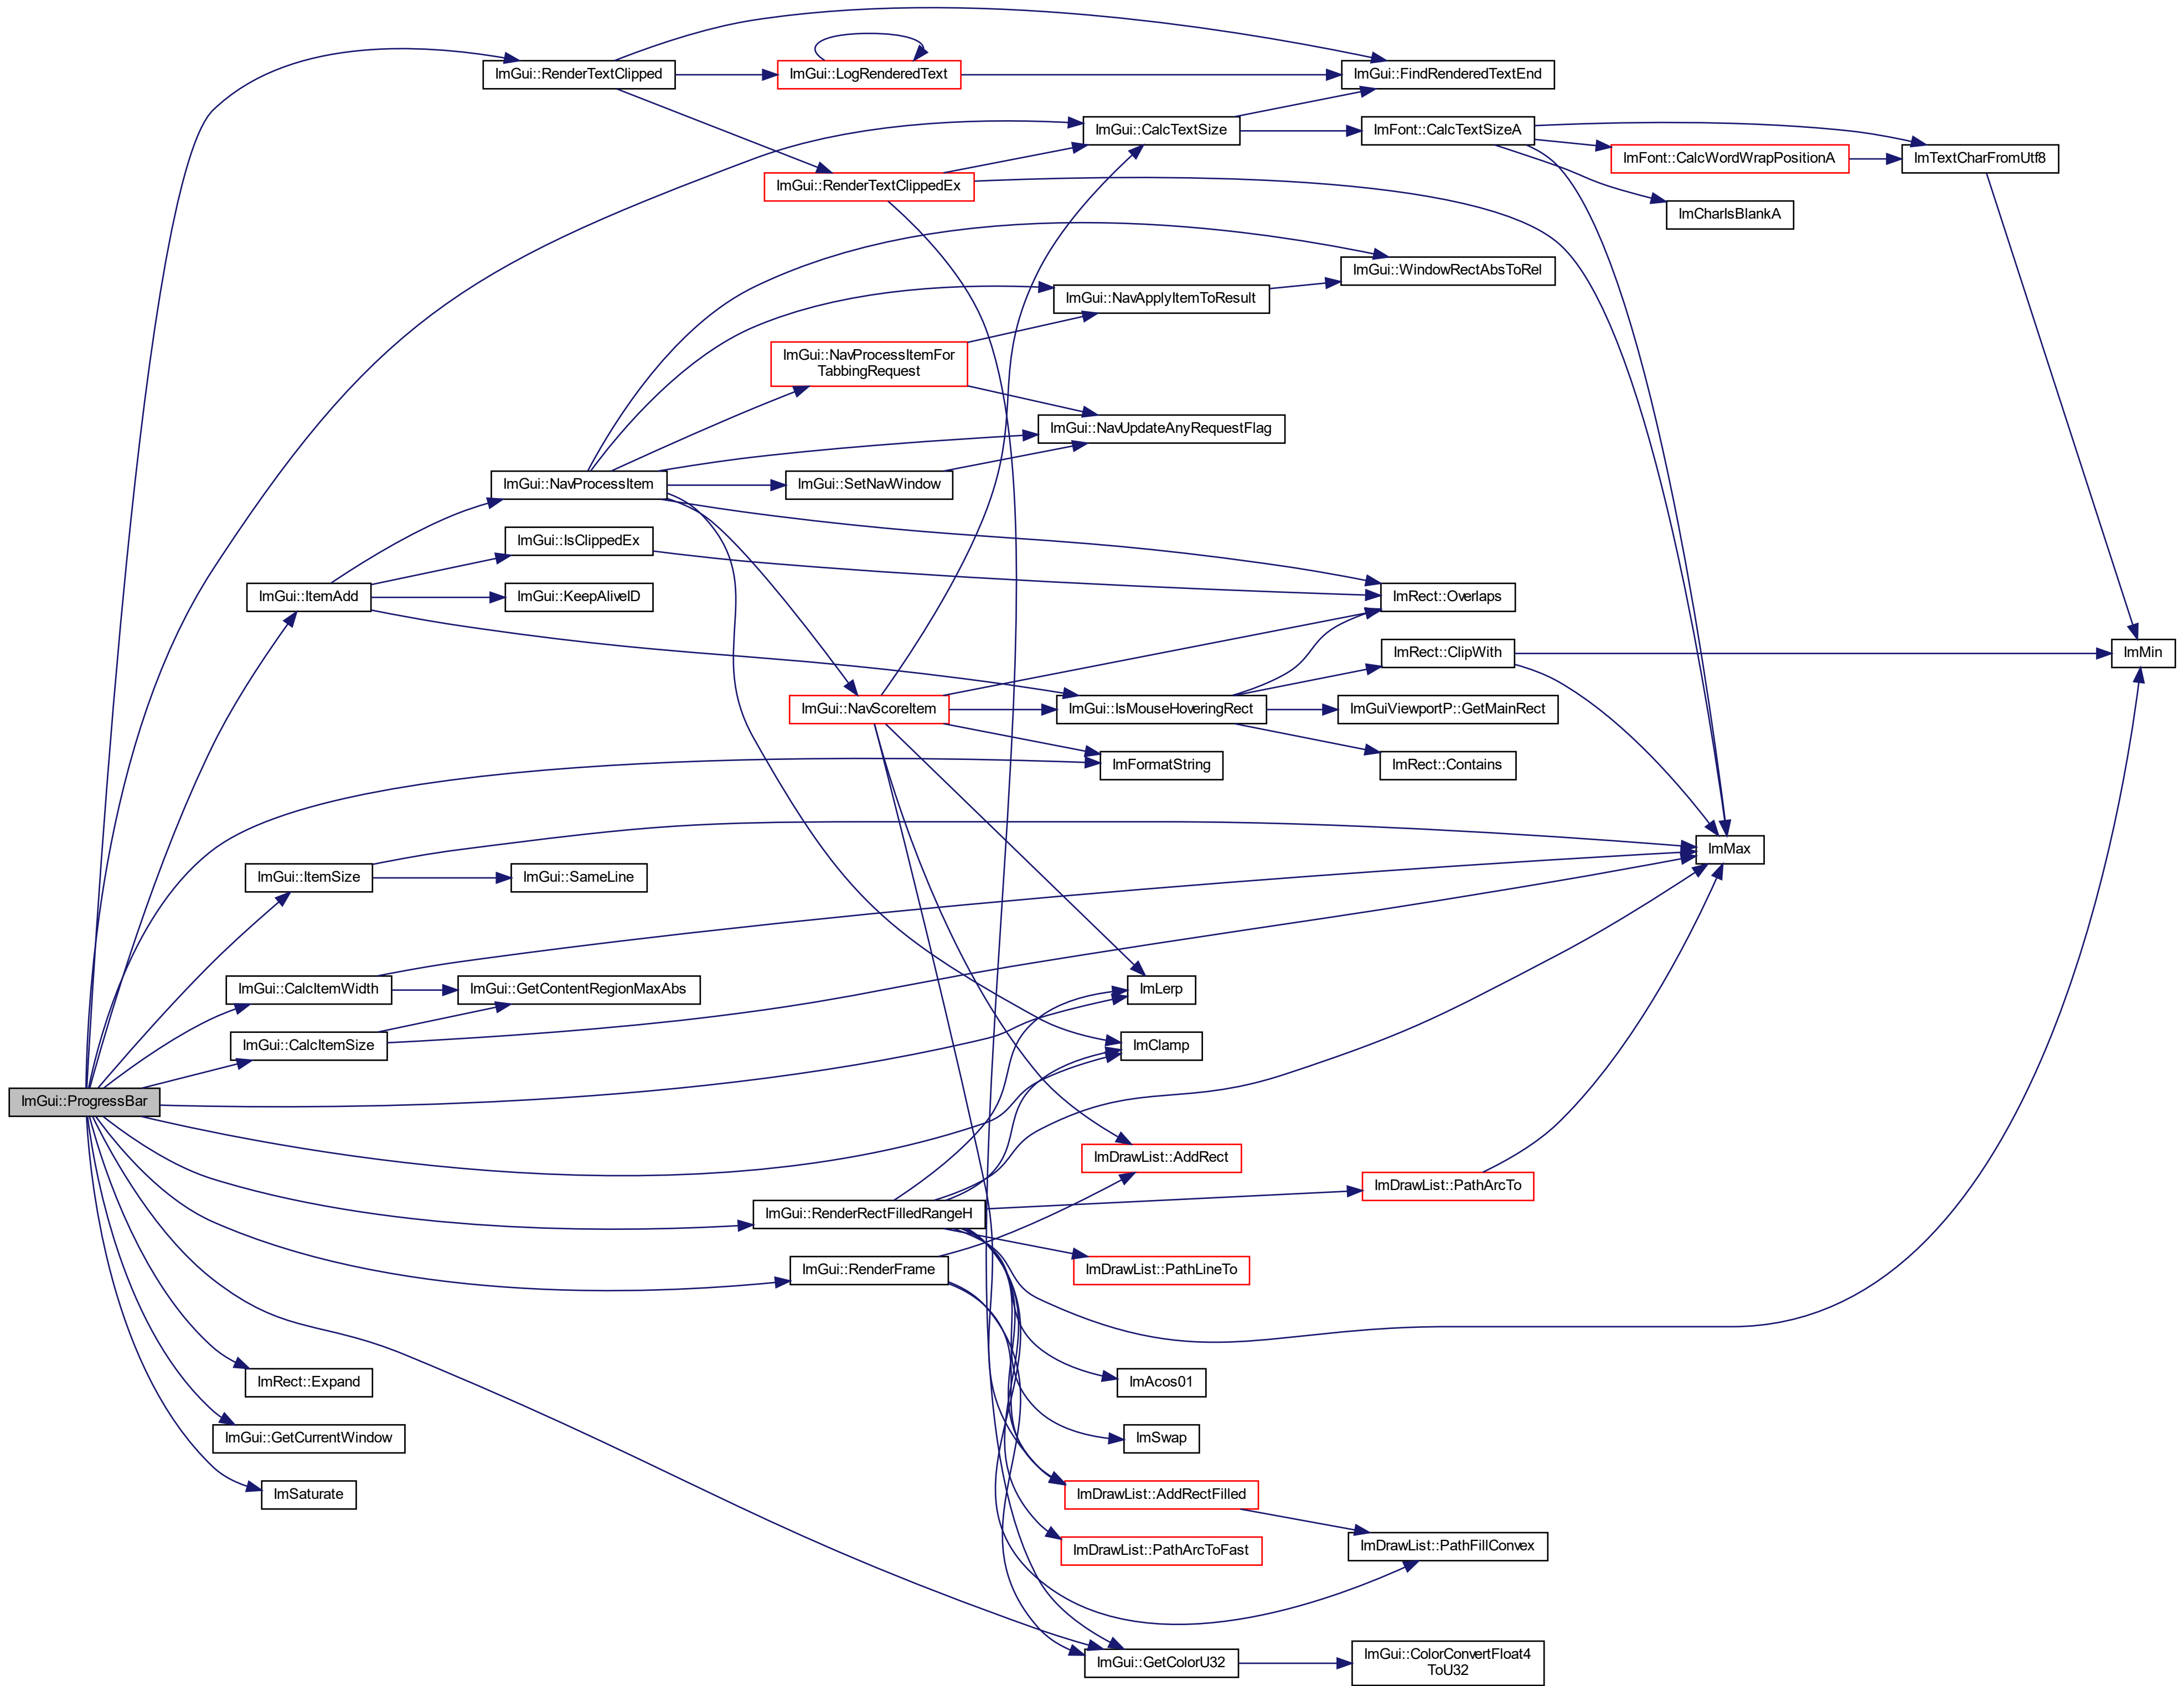 ImGui::RenderTextClipped
ImGui::LogRenderedText
ImGui::FindRenderedTextEnd
ImGui::CalcTextSize
ImFont::CalcTextSizeA
ImFont::CalcWordWrapPositionA
ImTextCharFromUtf8
ImGui::RenderTextClippedEx
ImCharIsBlankA
ImGui::WindowRectAbsToRel
ImGui::NavApplyItemToResult
ImGui::NavProcessItemFor
TabbingRequest
ImGui::NavUpdateAnyRequestFlag
ImGui::NavProcessItem
ImGui::SetNavWindow
ImGui::IsClippedEx
ImGui::ItemAdd
ImGui::KeepAliveID
ImRect::Overlaps
ImRect::ClipWith
ImMin
ImGui::NavScoreItem
ImGui::IsMouseHoveringRect
ImGuiViewportP::GetMainRect
ImFormatString
ImRect::Contains
ImMax
ImGui::ItemSize
ImGui::SameLine
ImGui::CalcItemWidth
ImGui::GetContentRegionMaxAbs
ImLerp
ImGui::CalcItemSize
ImClamp
ImGui::ProgressBar
ImDrawList::AddRect
ImDrawList::PathArcTo
ImGui::RenderRectFilledRangeH
ImGui::RenderFrame
ImDrawList::PathLineTo
ImRect::Expand
ImAcos01
ImGui::GetCurrentWindow
ImSwap
ImSaturate
ImDrawList::AddRectFilled
ImDrawList::PathArcToFast
ImDrawList::PathFillConvex
ImGui::GetColorU32
ImGui::ColorConvertFloat4
ToU32